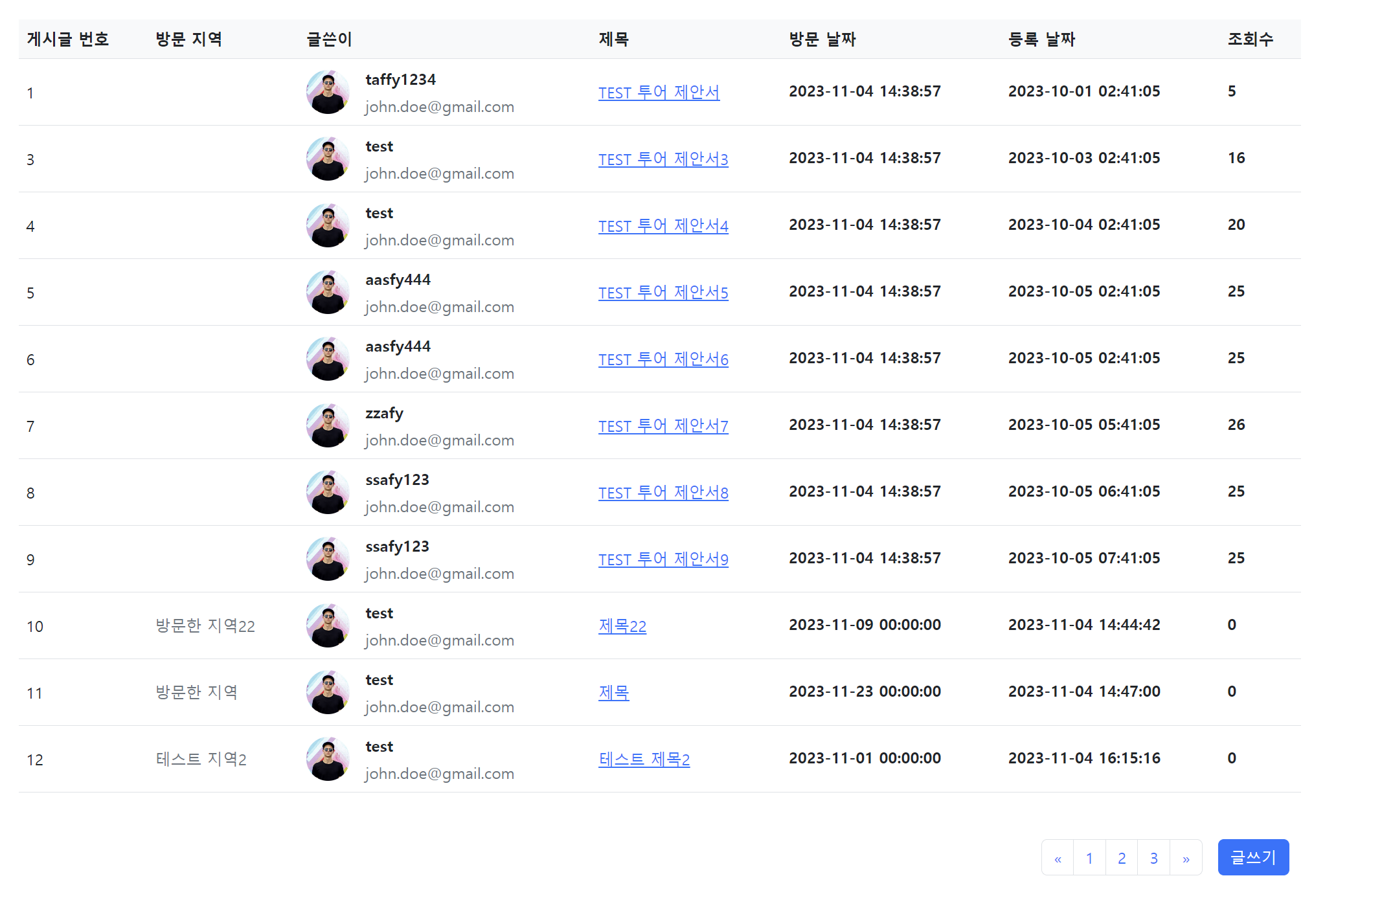 게시글 번호 방문 지역 글쓴이 제목 방문 날짜 등록 날짜 조회수
1 taffy1234 john.doe@gmail.com TEST 투어 제안서 2023-11-04 14:38:57 2023-10-01 02:41:05 5
3 test john.doe@gmail.com TEST 투어 제안서3 2023-11-04 14:38:57 2023-10-03 02:41:05 16
4 test john.doe@gmail.com TEST 투어 제안서4 2023-11-04 14:38:57 2023-10-04 02:41:05 20
5 aasfy444 john.doe@gmail.com TEST 투어 제안서5 2023-11-04 14:38:57 2023-10-05 02:41:05 25
6 aasfy444 john.doe@gmail.com TEST 투어 제안서6 2023-11-04 14:38:57 2023-10-05 02:41:05 25
7 zzafy john.doe@gmail.com TEST 투어 제안서7 2023-11-04 14:38:57 2023-10-05 05:41:05 26
8 ssafy123 john.doe@gmail.com TEST 투어 제안서8 2023-11-04 14:38:57 2023-10-05 06:41:05 25
9 ssafy123 john.doe@gmail.com TEST 투어 제안서9 2023-11-04 14:38:57 2023-10-05 07:41:05 25
10 방문한 지역22 test john.doe@gmail.com 제목22 2023-11-09 00:00:00 2023-11-04 14:44:42 0
11 방문한 지역 test john.doe@gmail.com 제목 2023-11-23 00:00:00 2023-11-04 14:47:00 0
12 테스트 지역2 test john.doe@gmail.com 테스트 제목2 2023-11-01 00:00:00 2023-11-04 16:15:16 0
« 1 2 3 » 글쓰기